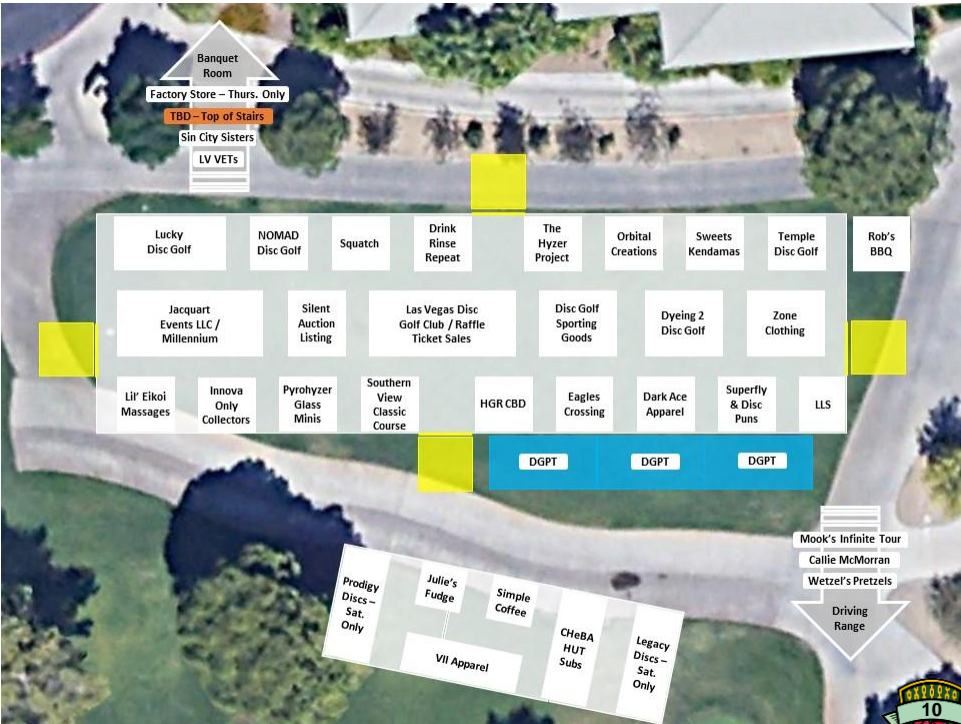 Banquet
Room
Factory Store – Thurs. Only
TBD – Top of Stairs
Sin City Sisters
LV VETs
Lucky
Disc Golf
NOMAD
Disc Golf
Squatch
Drink
Rinse
Repeat
The
Hyzer
Project
Orbital
Creations
Sweets
Kendamas
Temple
Disc Golf
Rob's
BBQ
Jacquart
Events LLC /
Millennium
Silent
Auction
Listing
Las Vegas Disc
Golf Club / Raffle
Ticket Sales
Disc Golf
Sporting
Goods
Dyeing 2
Disc Golf
Zone
Clothing
Lil' Eikoi
Massages
Innova
Only
Collectors
Pyrohyzer
Glass
Minis
Southern
View
Classic
Course
HGR CBD
Eagles
Crossing
Dark Ace
Apparel
Superfly
& Disc
Puns
LLS
DGPT
DGPT
DGPT
Mook's Infinite Tour
Callie McMorran
Wetzel's Pretzels
Driving
Range
Prodigy
Discs –
Sat.
Only
Julie's
Fudge
Simple
Coffee
VII Apparel
CHeBA
HUT
Subs
Legacy
Discs –
Sat.
Only
10